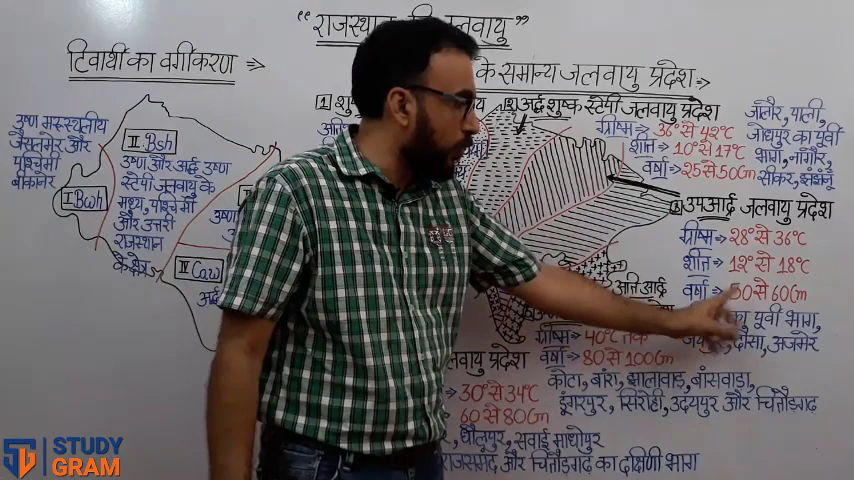 “राजस्थान
जलवायु”
टिवार्था का वर्गीकरण ⇒
के समान्य जलवायु प्रदेश ⇒
1 शु
2 अर्द्ध शुष्क स्टेपी जलवायु प्रदेश
ग्रीष्म ⇒ 36° से 42°C
शीत ⇒ 10° से 17°C
वर्षा ⇒ 25 से 50Cm
जालौर, पाली,
जोधपुर का पूर्वी
भाग, नागौर,
सीकर, झुंझुनूं
उष्ण मरुस्थलीय
जैसलमेर और
पश्चिमी
बीकानेर
I Bwh
II Bsh
उष्ण और अर्द्ध उष्ण
स्टेपी जलवायु के
मध्य, पश्चिमी
और उत्तरी
राजस्थान
के क्षेत्र
IV Caw
उपआर्द्र जलवायु प्रदेश
ग्रीष्म ⇒ 28° से 36°C
शीत ⇒ 12° से 18°C
वर्षा ⇒ 50 से 60Cm
का पूर्वी भाग,
दौसा, अजमेर
अति आर्द्र
ग्रीष्म ⇒ 40°C तक
वर्षा ⇒ 80 से 100Cm
कोटा, बारां, झालावाड़, बांसवाड़ा,
डूंगरपुर, सिरोही, उदयपुर और चित्तौड़गढ़
जलवायु प्रदेश
30° से 34°C
60 से 80Cm
, धौलपुर, सवाई माधोपुर
राजसमंद और चित्तौड़गढ़ का दक्षिणी भाग
STUDY
GRAM